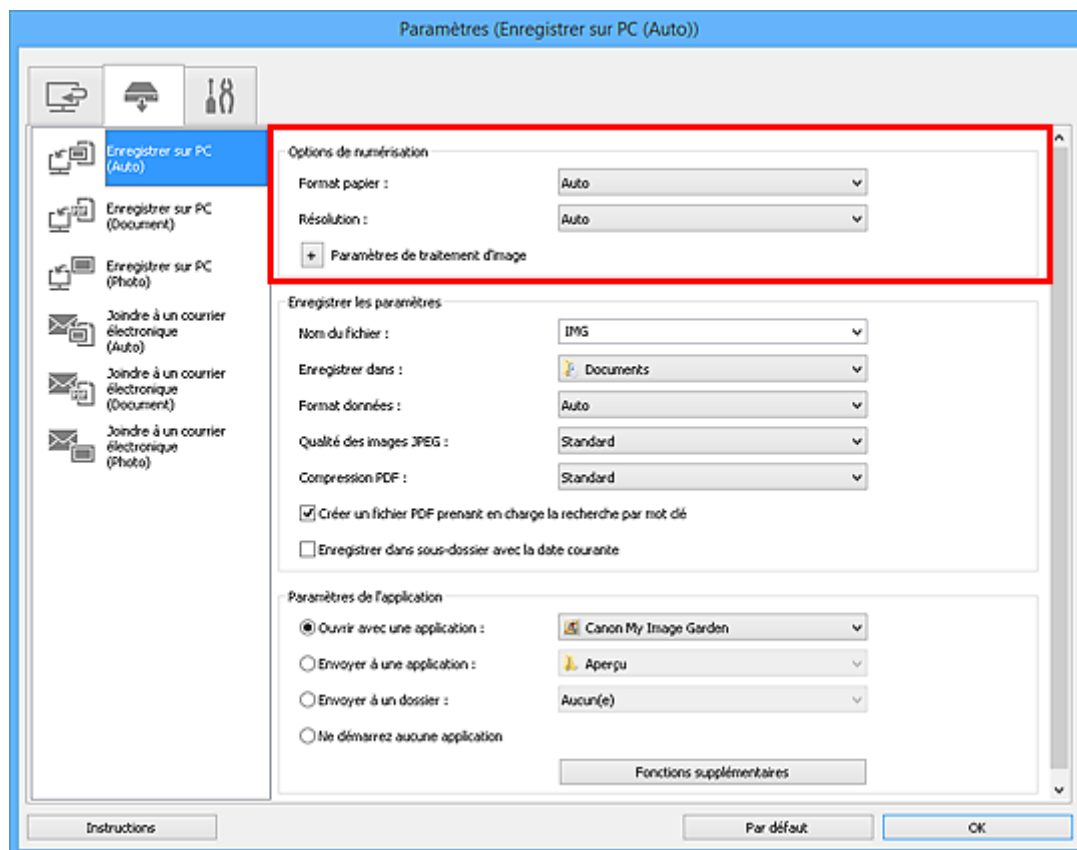 Paramètres (Enregistrer sur PC (Auto))
Enregistrer sur PC
(Auto)
Enregistrer sur PC
(Document)
Enregistrer sur PC
(Photo)
Joindre à un courrier
électronique
(Auto)
Joindre à un courrier
électronique
(Document)
Joindre à un courrier
électronique
(Photo)
Options de numérisation
Format papier : Auto
Résolution : Auto
+ Paramètres de traitement d'image
Enregistrer les paramètres
Nom du fichier : IMG
Enregistrer dans : Documents
Format données : Auto
Qualité des images JPEG : Standard
Compression PDF : Standard
Créer un fichier PDF prenant en charge la recherche par mot clé
Enregistrer dans sous-dossier avec la date courante
Paramètres de l'application
Ouvrir avec une application : Canon My Image Garden
Envoyer à une application : Aperçu
Envoyer à un dossier : Aucun(e)
Ne démarrez aucune application
Fonctions supplémentaires
Instructions
Par défaut
OK